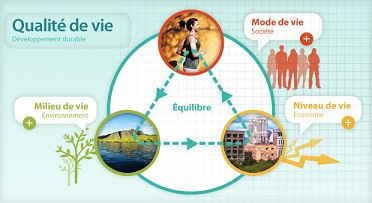 Qualité de vie
Développement durable
Mode de vie
Société
+
Milieu de vie
Environnement
+
Équilibre
Niveau de vie
Économie
+